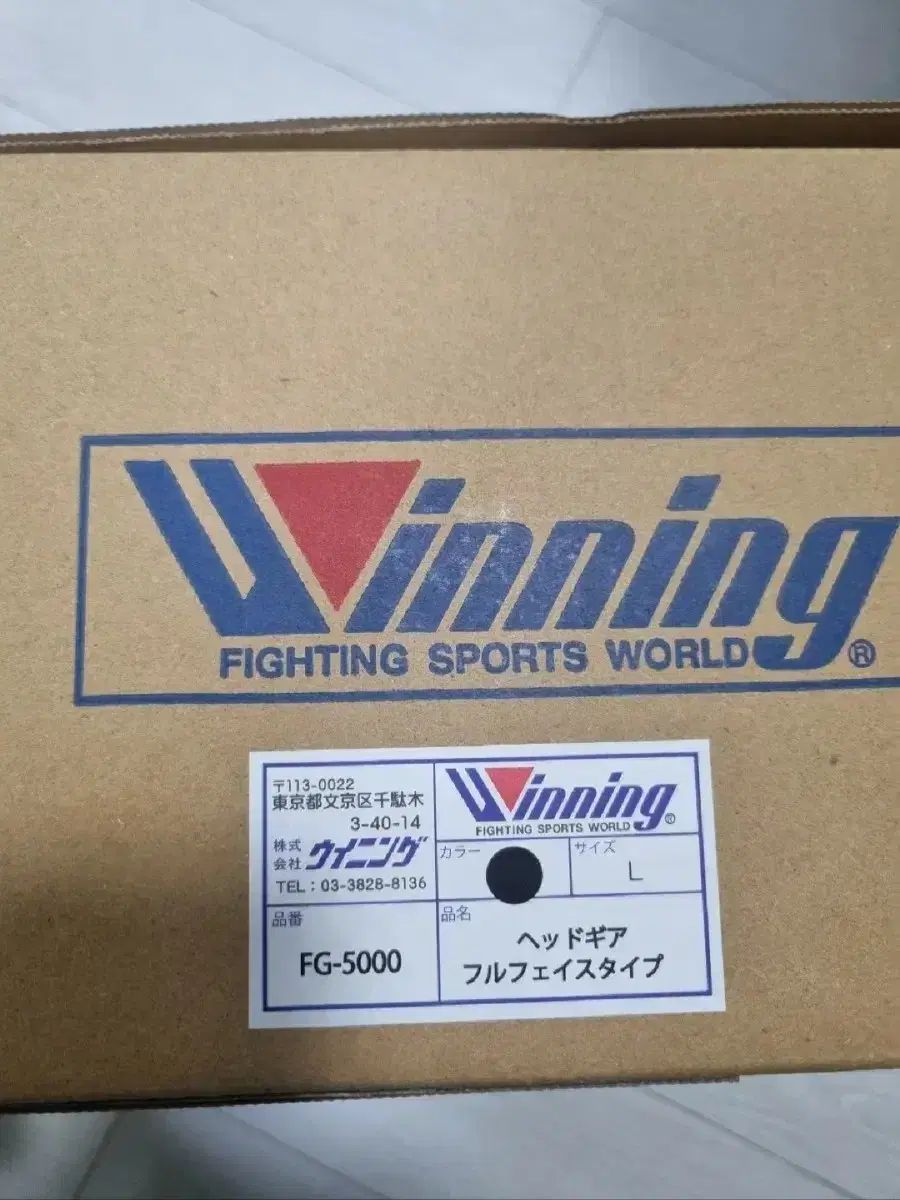 Winning
FIGHTING SPORTS WORLD®
〒113-0022
東京都文京区千駄木
3-40-14
株式会社 ウイニング
TEL：03-3828-8136
Winning
FIGHTING SPORTS WORLD®
カラー
サイズ
L
品番
FG-5000
品名
ヘッドギア
フルフェイスタイプ